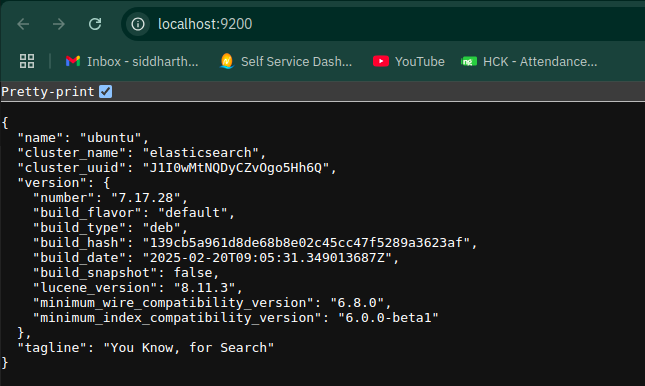 localhost:9200
Inbox - siddharth... Self Service Dash... YouTube HCK - Attendance...
Pretty-print
{
  "name": "ubuntu",
  "cluster_name": "elasticsearch",
  "cluster_uuid": "J1I0wMtNQDyCZvOgo5Hh6Q",
  "version": {
    "number": "7.17.28",
    "build_flavor": "default",
    "build_type": "deb",
    "build_hash": "139cb5a961d8de68b8e02c45cc47f5289a3623af",
    "build_date": "2025-02-20T09:05:31.349013687Z",
    "build_snapshot": false,
    "lucene_version": "8.11.3",
    "minimum_wire_compatibility_version": "6.8.0",
    "minimum_index_compatibility_version": "6.0.0-beta1"
  },
  "tagline": "You Know, for Search"
}